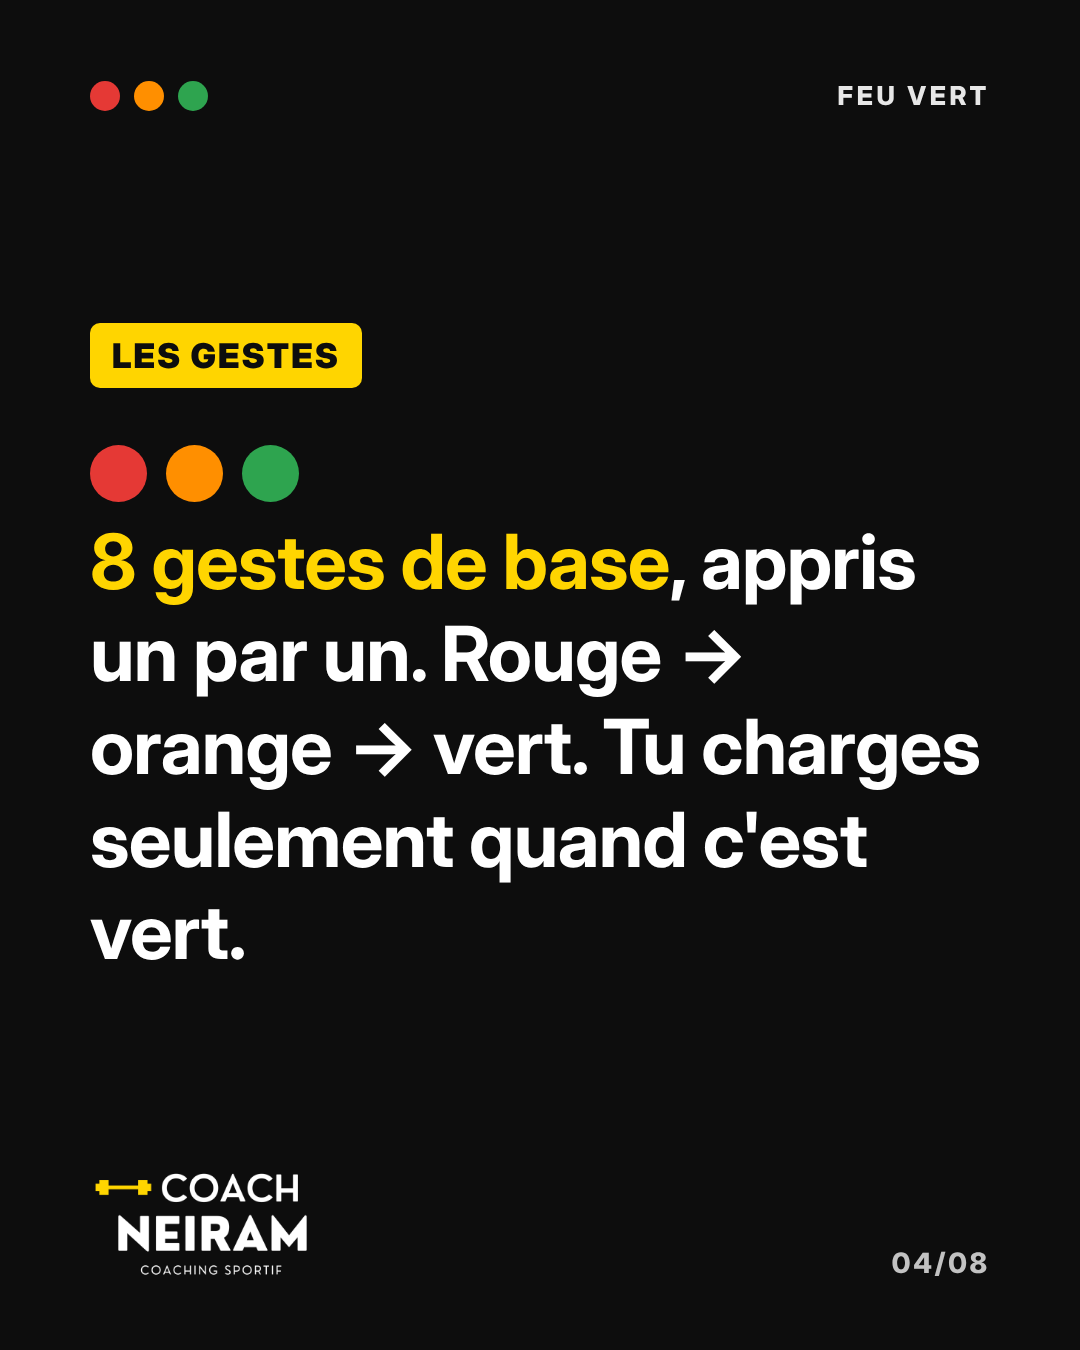 FEU VERT
LES GESTES
8 gestes de base, appris
un par un. Rouge →
orange → vert. Tu charges
seulement quand c'est
vert.
COACH
NEIRAM
COACHING SPORTIF
04/08